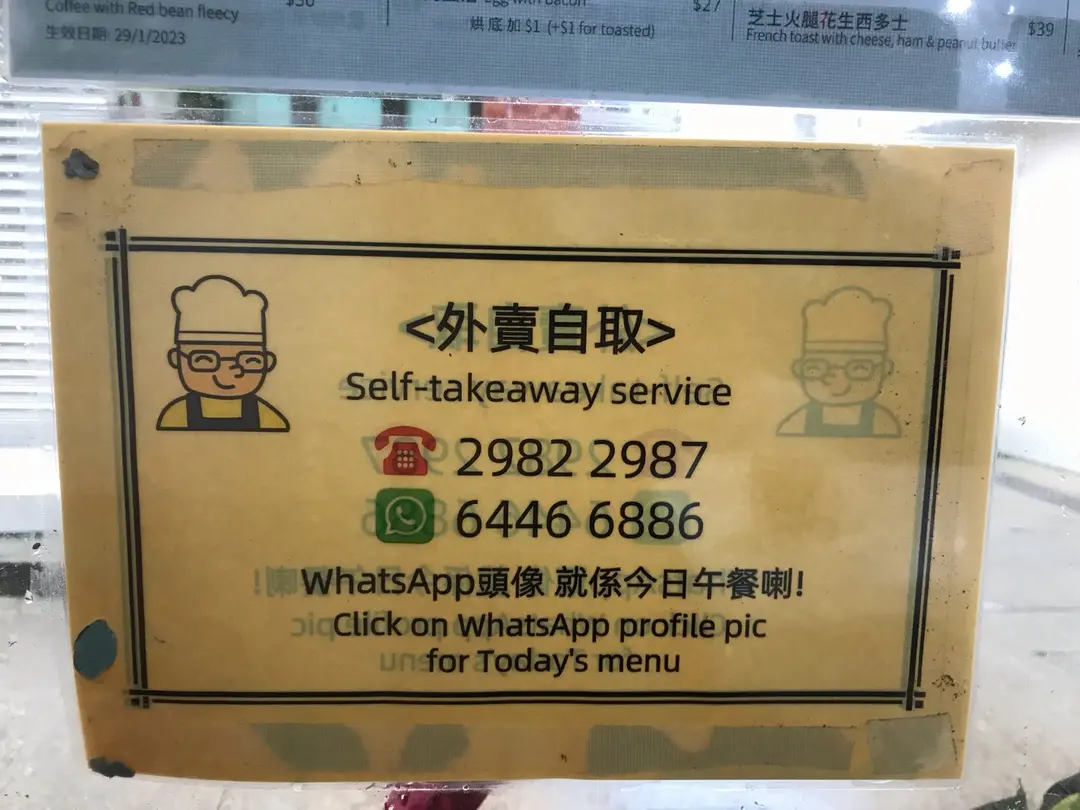 Coffee with Red bean fleecy
生效日期: 29/1/2023
Egg with bacon
$27
烘底加 $1 (+$1 for toasted)
芝士火腿花生西多士
French toast with cheese, ham & peanut butter
$39
<外賣自取>
Self-takeaway service
2982 2987
6446 6886
WhatsApp頭像 就係今日午餐喇!
Click on WhatsApp profile pic
for Today's menu